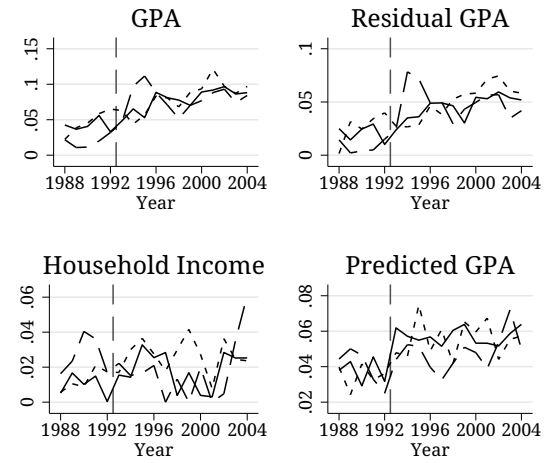 GPA
.15
.1
.05
0
1988 1992 1996 2000 2004
Year
Residual GPA
.1
.05
0
1988 1992 1996 2000 2004
Year
Household Income
.06
.04
.02
0
1988 1992 1996 2000 2004
Year
Predicted GPA
.08
.06
.04
.02
1988 1992 1996 2000 2004
Year